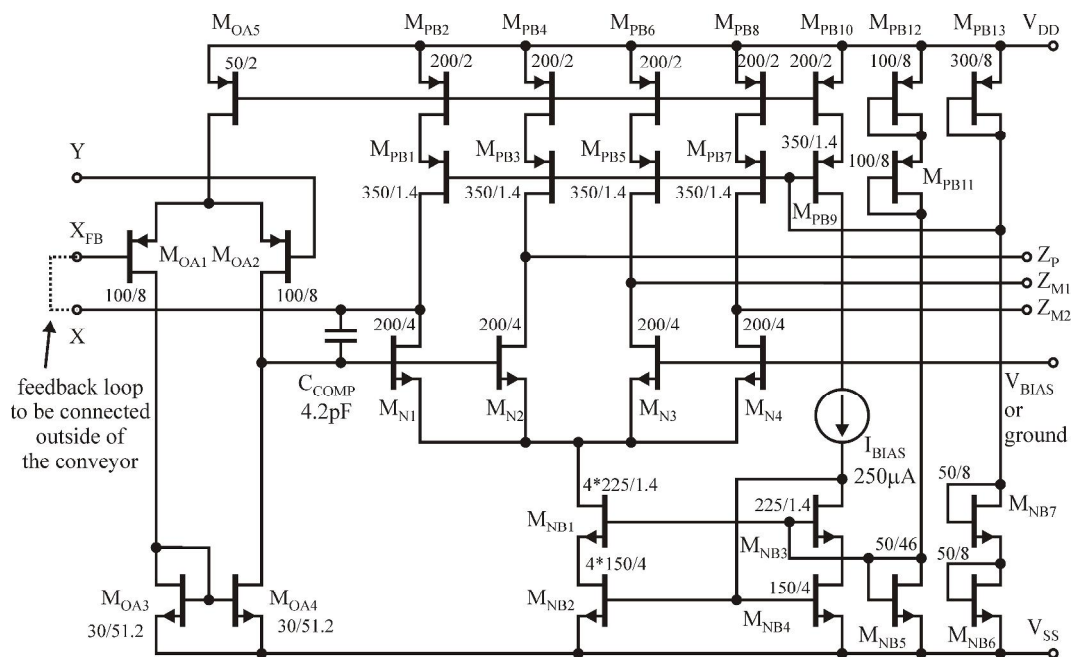 M_OA5 M_PB2 M_PB4 M_PB6 M_PB8 M_PB10 M_PB12 M_PB13 V_DD
50/2 200/2 200/2 200/2 200/2 200/2 100/8 300/8
M_PB1 M_PB3 M_PB5 M_PB7 350/1.4 100/8
M_PB9 M_PB11
350/1.4 350/1.4 350/1.4 350/1.4
Y
X_FB
M_OA1 M_OA2
100/8 100/8
X
Z_P
Z_M1
Z_M2
200/4 200/4 200/4 200/4
feedback loop
to be connected
outside of
the conveyor
C_COMP
4.2pF
M_N1 M_N2 M_N3 M_N4
V_BIAS
or
ground
I_BIAS
250μA
4*225/1.4 225/1.4 50/8
M_NB1 M_NB3 50/46 M_NB7
4*150/4 150/4 50/8
M_OA3 M_OA4 M_NB2 M_NB4 M_NB5 M_NB6
30/51.2 30/51.2
V_SS